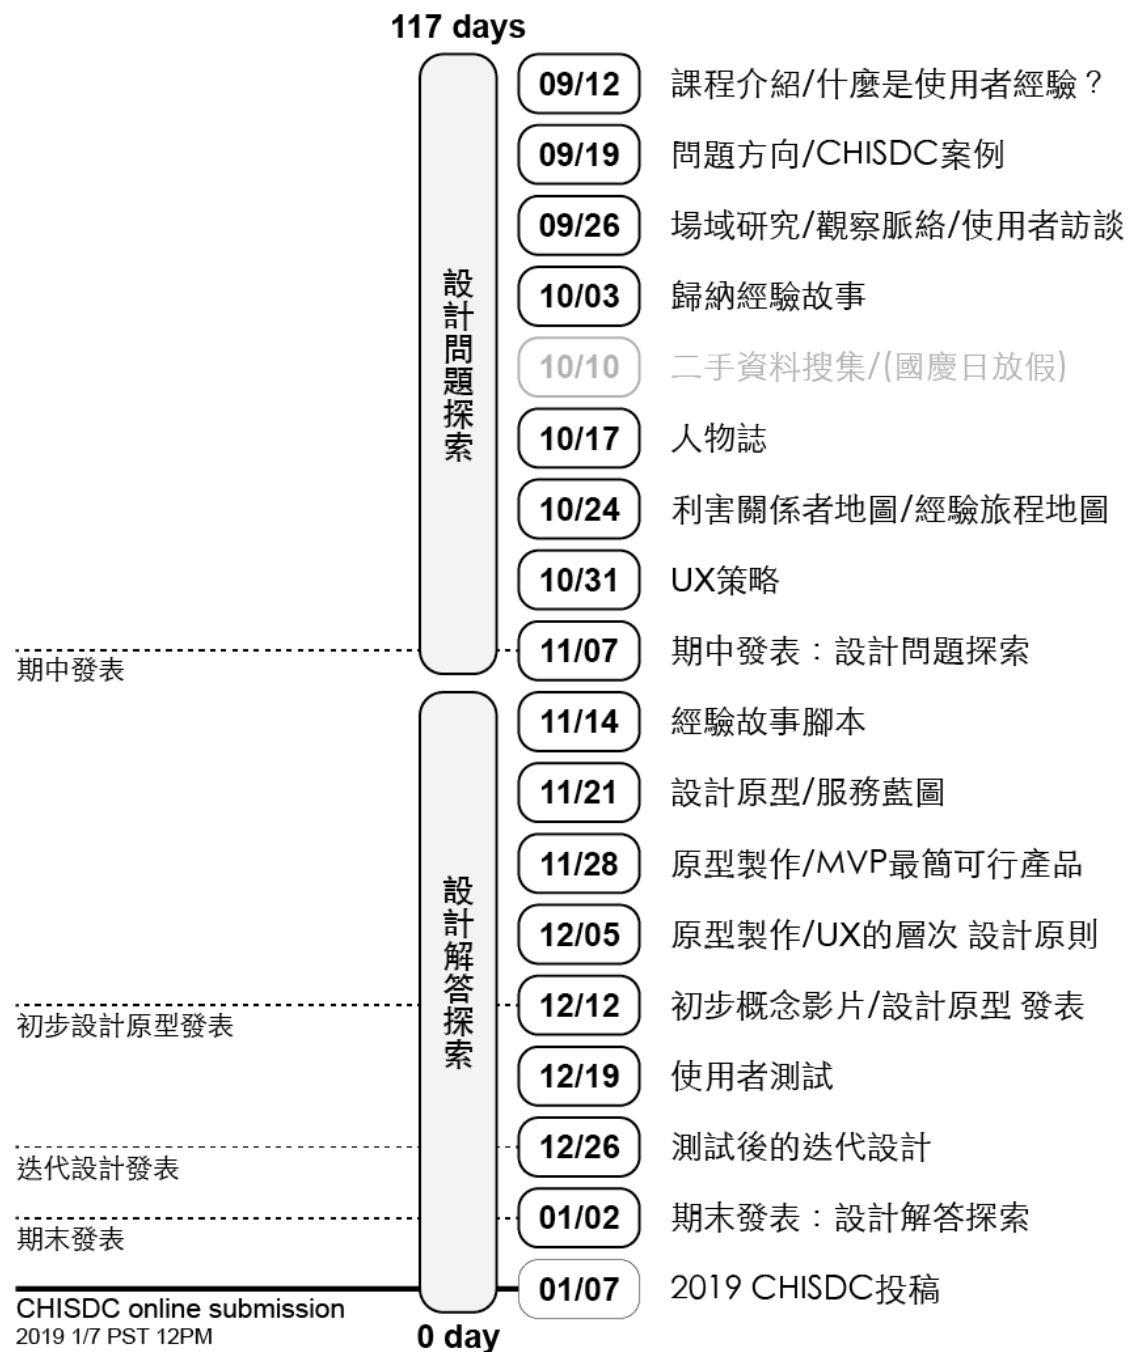 117 days
設計問題探索
09/12 課程介紹/什麼是使用者經驗？
09/19 問題方向/CHISDC案例
09/26 場域研究/觀察脈絡/使用者訪談
10/03 歸納經驗故事
10/10 二手資料搜集/(國慶日放假)
10/17 人物誌
10/24 利害關係者地圖/經驗旅程地圖
10/31 UX策略
11/07 期中發表：設計問題探索
期中發表
設計解答探索
11/14 經驗故事腳本
11/21 設計原型/服務藍圖
11/28 原型製作/MVP最簡可行產品
12/05 原型製作/UX的層次 設計原則
12/12 初步概念影片/設計原型 發表
初步設計原型發表
12/19 使用者測試
12/26 測試後的迭代設計
迭代設計發表
01/02 期末發表：設計解答探索
期末發表
01/07 2019 CHISDC投稿
CHISDC online submission
2019 1/7 PST 12PM
0 day